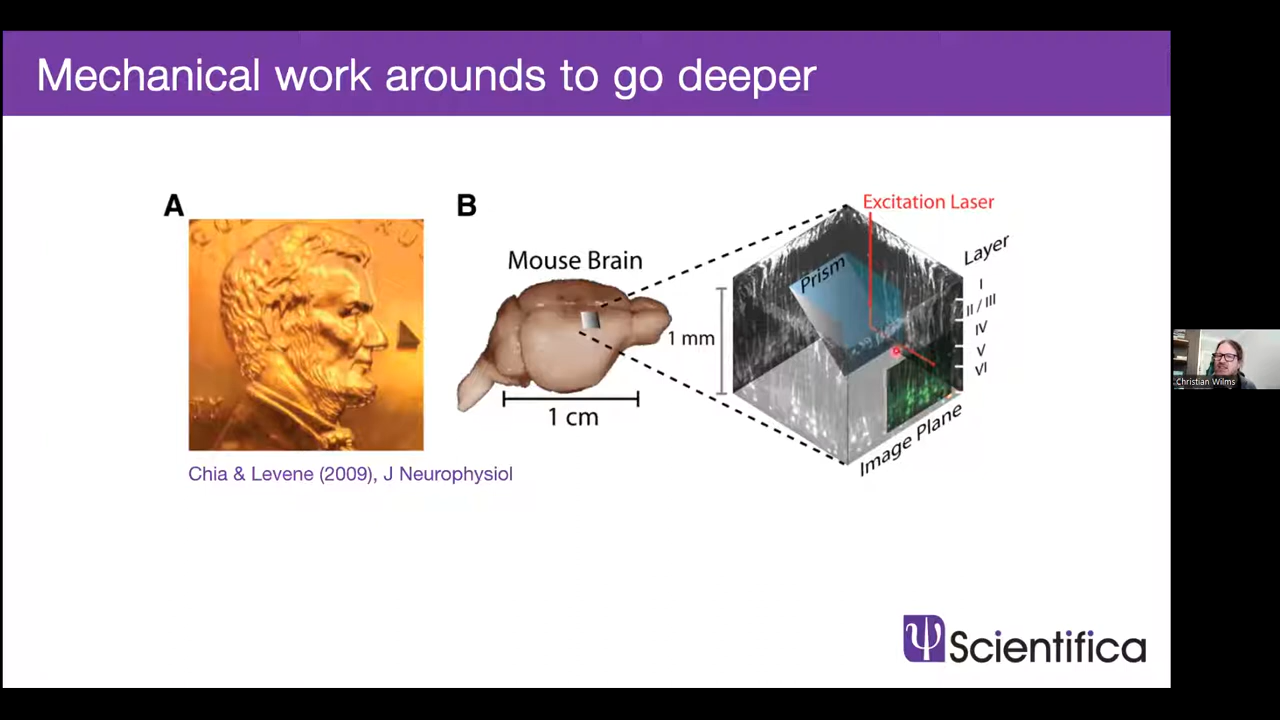 Mechanical work arounds to go deeper
A
B
Mouse Brain
1 cm
1 mm
Excitation Laser
Prism
Layer
I
II / III
IV
V
VI
Image Plane
Chia & Levene (2009), J Neurophysiol
Ψ Scientifica
Christian Wilms